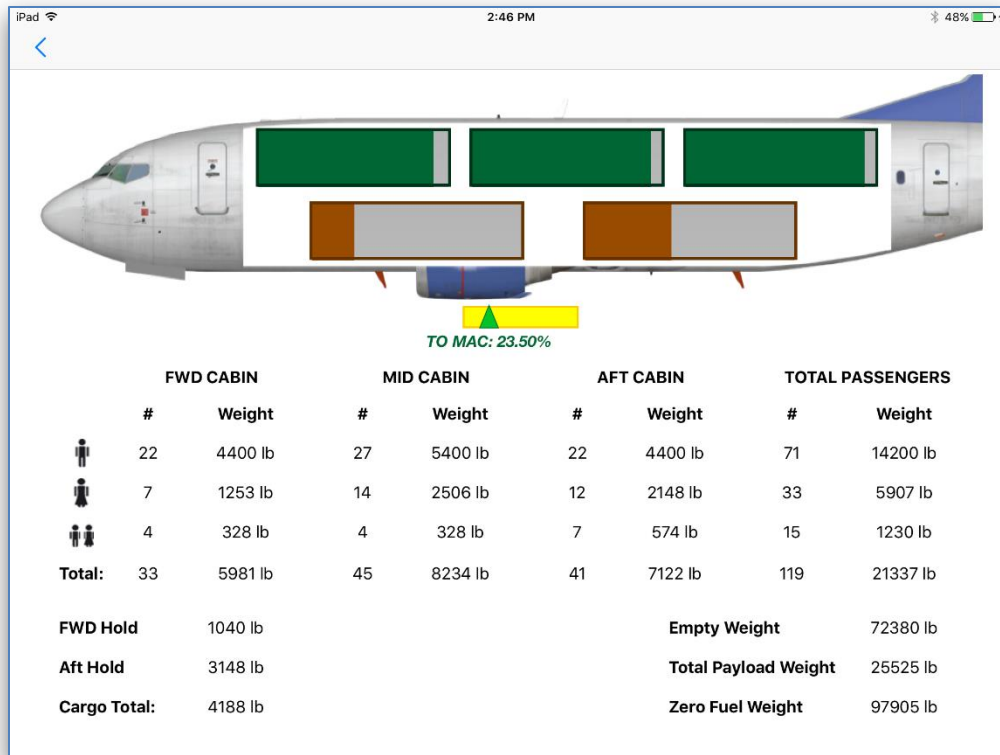 iPad 2:46 PM 48%
TO MAC: 23.50%
FWD CABIN MID CABIN AFT CABIN TOTAL PASSENGERS
# Weight # Weight # Weight # Weight
22 4400 lb 27 5400 lb 22 4400 lb 71 14200 lb
7 1253 lb 14 2506 lb 12 2148 lb 33 5907 lb
4 328 lb 4 328 lb 7 574 lb 15 1230 lb
Total: 33 5981 lb 45 8234 lb 41 7122 lb 119 21337 lb
FWD Hold 1040 lb Empty Weight 72380 lb
Aft Hold 3148 lb Total Payload Weight 25525 lb
Cargo Total: 4188 lb Zero Fuel Weight 97905 lb